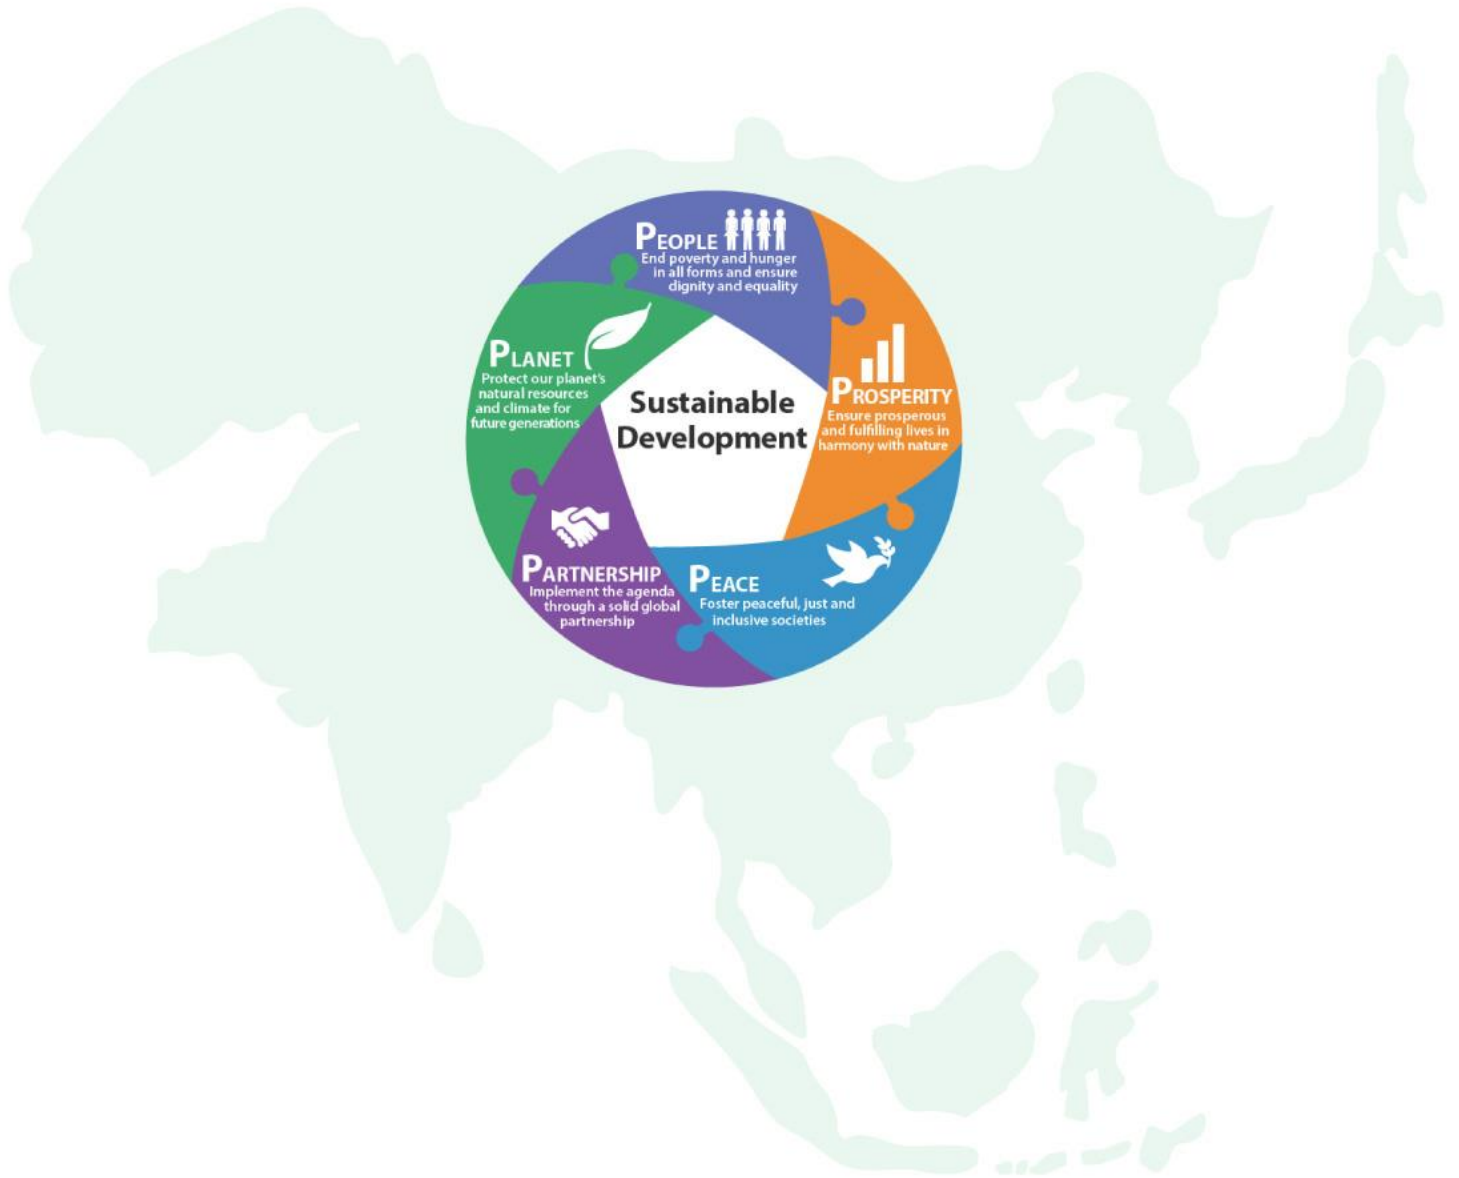 PEOPLE
End poverty and hunger
in all forms and ensure
dignity and equality
PROSPERITY
Ensure prosperous
and fulfilling lives in
harmony with nature
PEACE
Foster peaceful, just and
inclusive societies
PARTNERSHIP
Implement the agenda
through a solid global
partnership
PLANET
Protect our planet's
natural resources
and climate for
future generations
Sustainable
Development